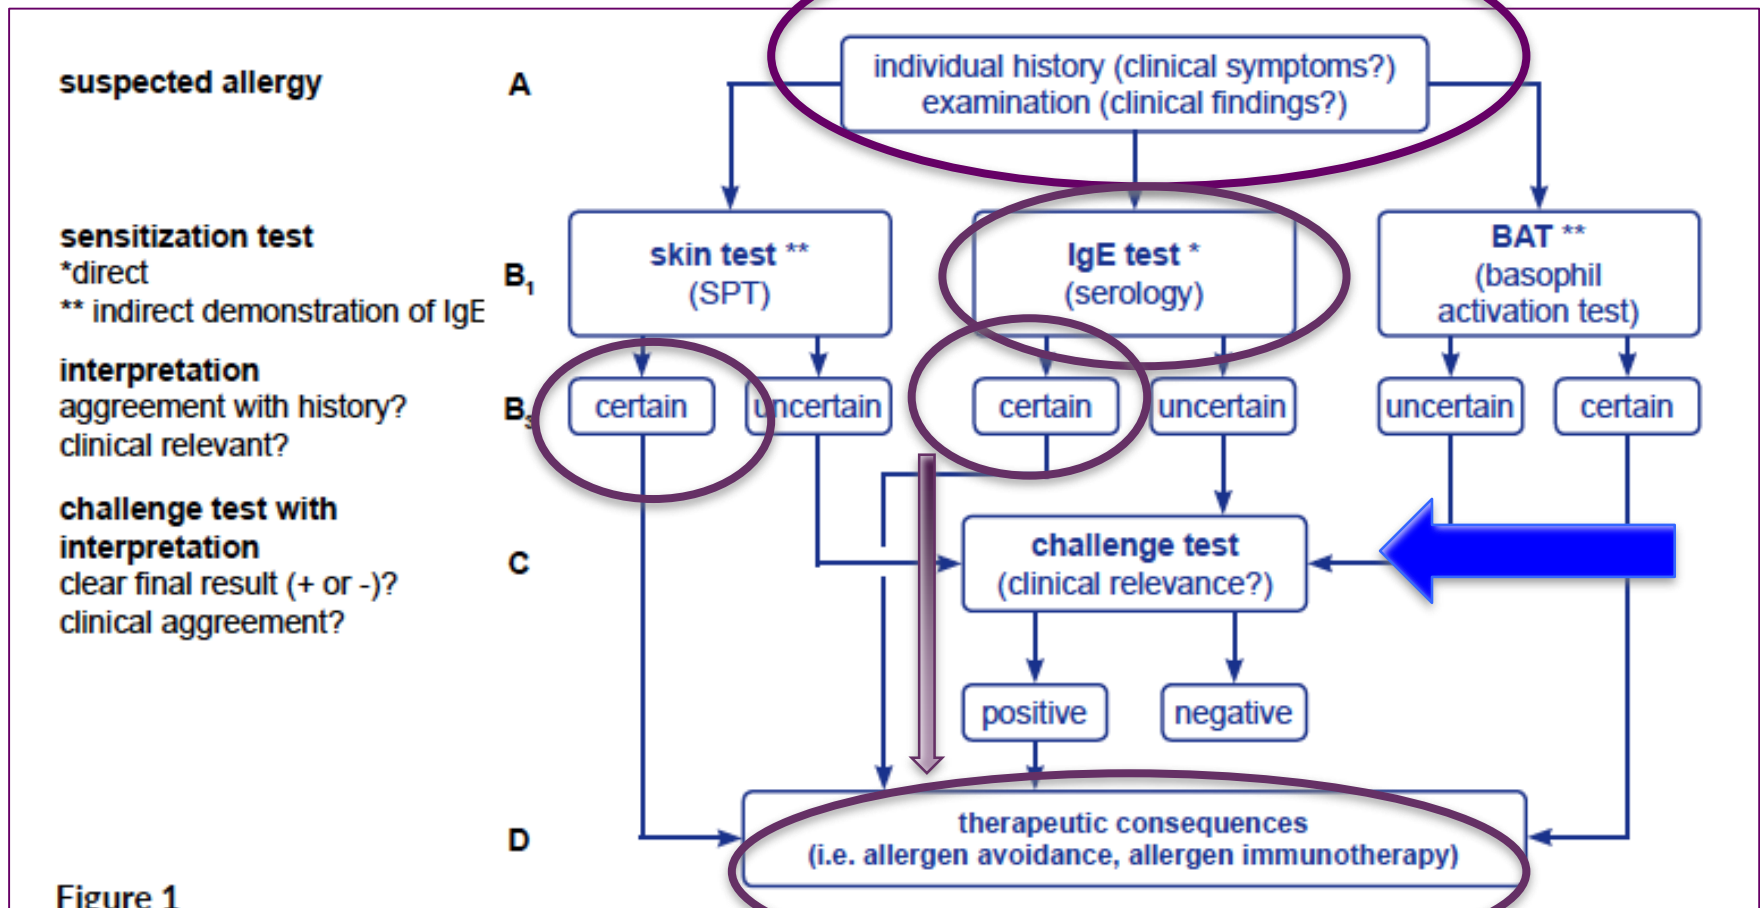 suspected allergy
A
individual history (clinical symptoms?)
examination (clinical findings?)
sensitization test
*direct
** indirect demonstration of IgE
B1
skin test **
(SPT)
IgE test *
(serology)
BAT **
(basophil
activation test)
interpretation
aggreement with history?
clinical relevant?
B3
certain
uncertain
certain
uncertain
uncertain
certain
challenge test with
interpretation
clear final result (+ or -)?
clinical aggreement?
C
challenge test
(clinical relevance?)
positive
negative
D
therapeutic consequences
(i.e. allergen avoidance, allergen immunotherapy)
Figure 1